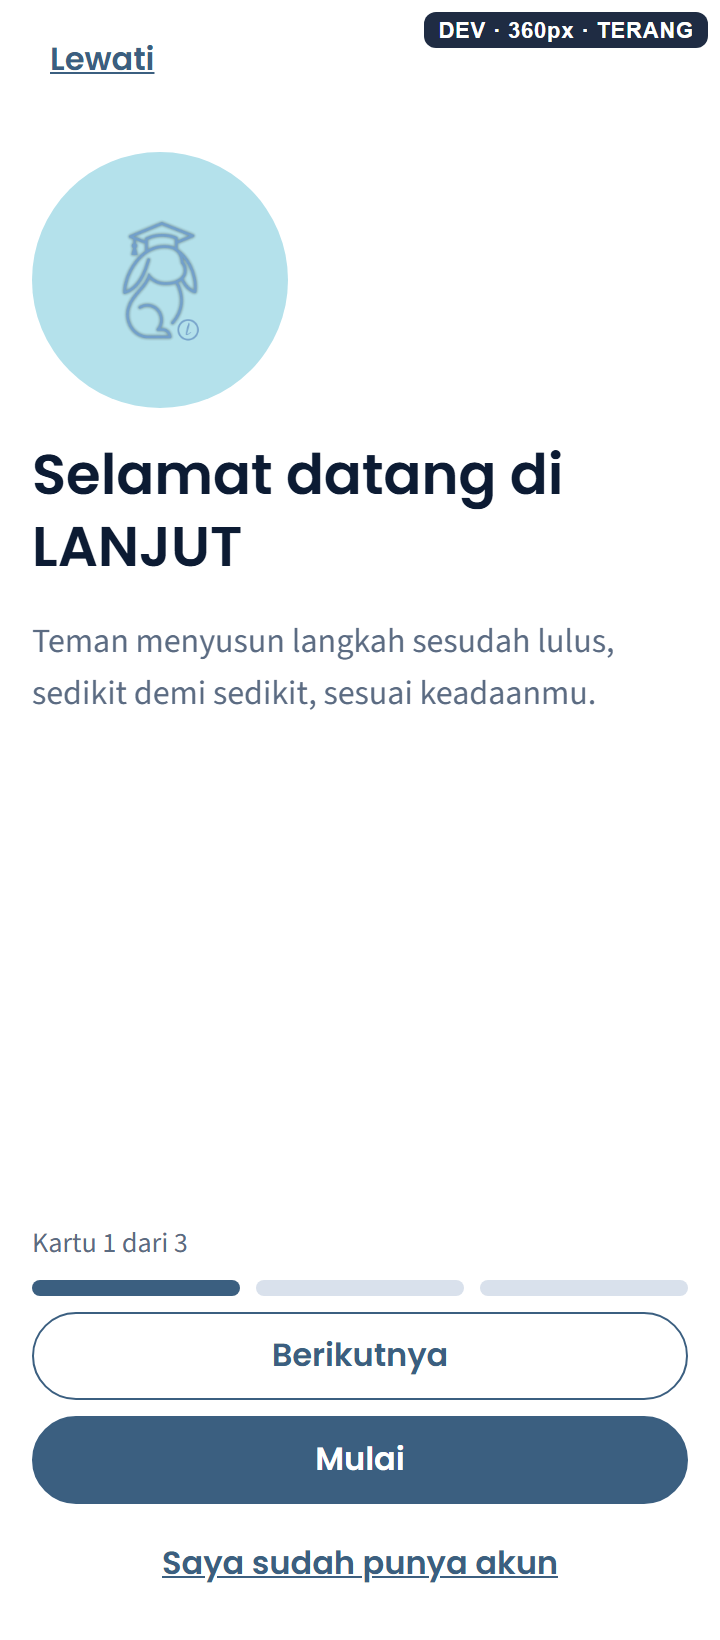 DEV · 360px · TERANG
Lewati
Selamat datang di
LANJUT
Teman menyusun langkah sesudah lulus,
sedikit demi sedikit, sesuai keadaanmu.
Kartu 1 dari 3
Berikutnya
Mulai
Saya sudah punya akun